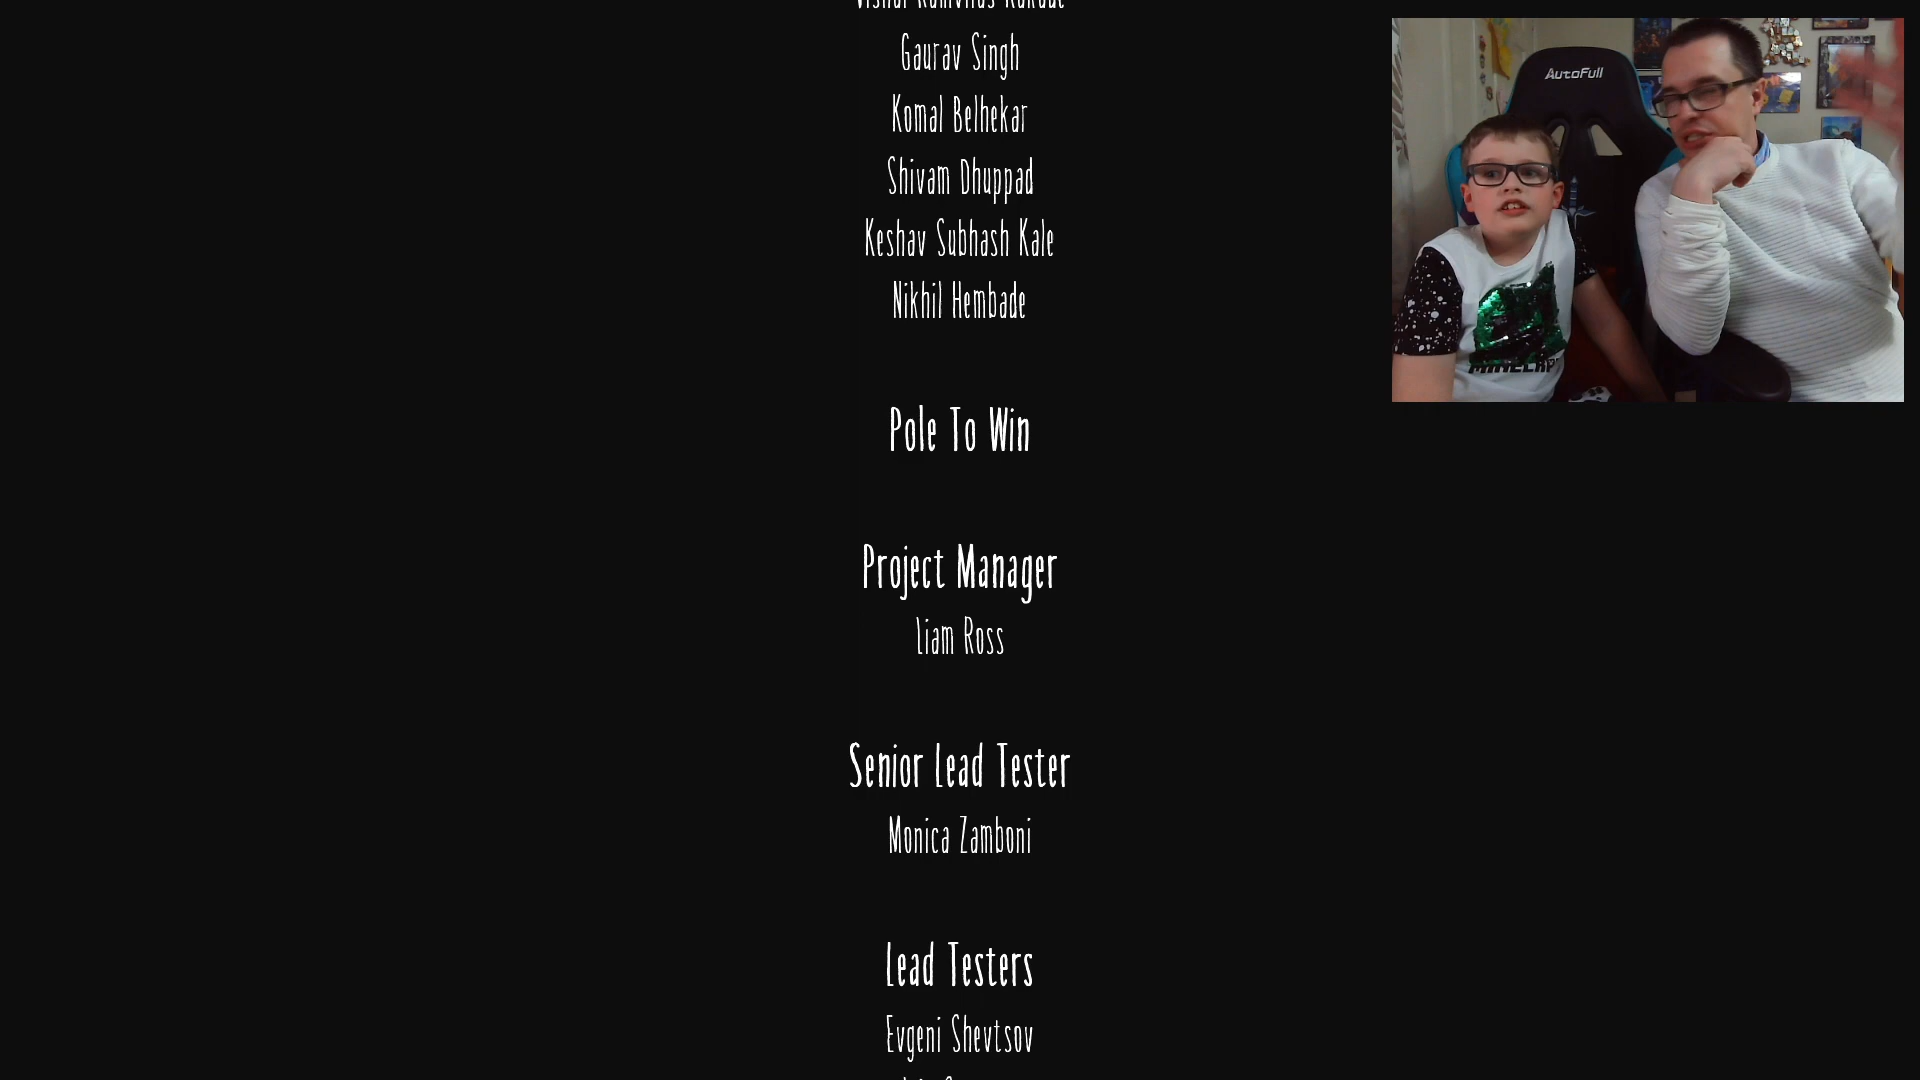 Gaurav Singh
Komal Belhekar
Shivam Dhuppad
Keshav Subhash Kale
Nikhil Hembade
Pole To Win
Project Manager
Liam Ross
Senior Lead Tester
Monica Zamboni
Lead Testers
Evgeni Shevtsov
AutoFull
MINECRAF